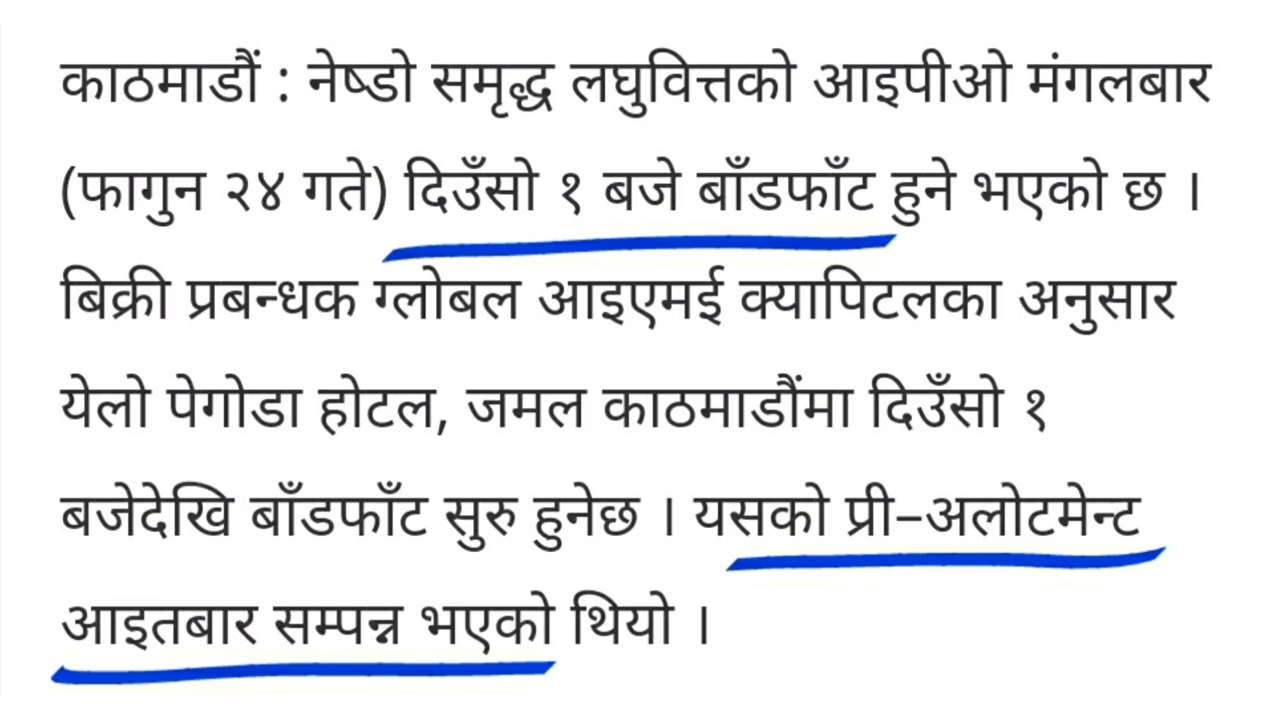 काठमाडौं : नेष्डो समृद्ध लघुवित्तको आइपीओ मंगलबार
(फागुन २४ गते) दिउँसो १ बजे बाँडफाँट हुने भएको छ ।
बिक्री प्रबन्धक ग्लोबल आइएमई क्यापिटलका अनुसार
येलो पेगोडा होटल, जमल काठमाडौंमा दिउँसो १
बजेदेखि बाँडफाँट सुरु हुनेछ । यसको प्री–अलोटमेन्ट
आइतबार सम्पन्न भएको थियो ।